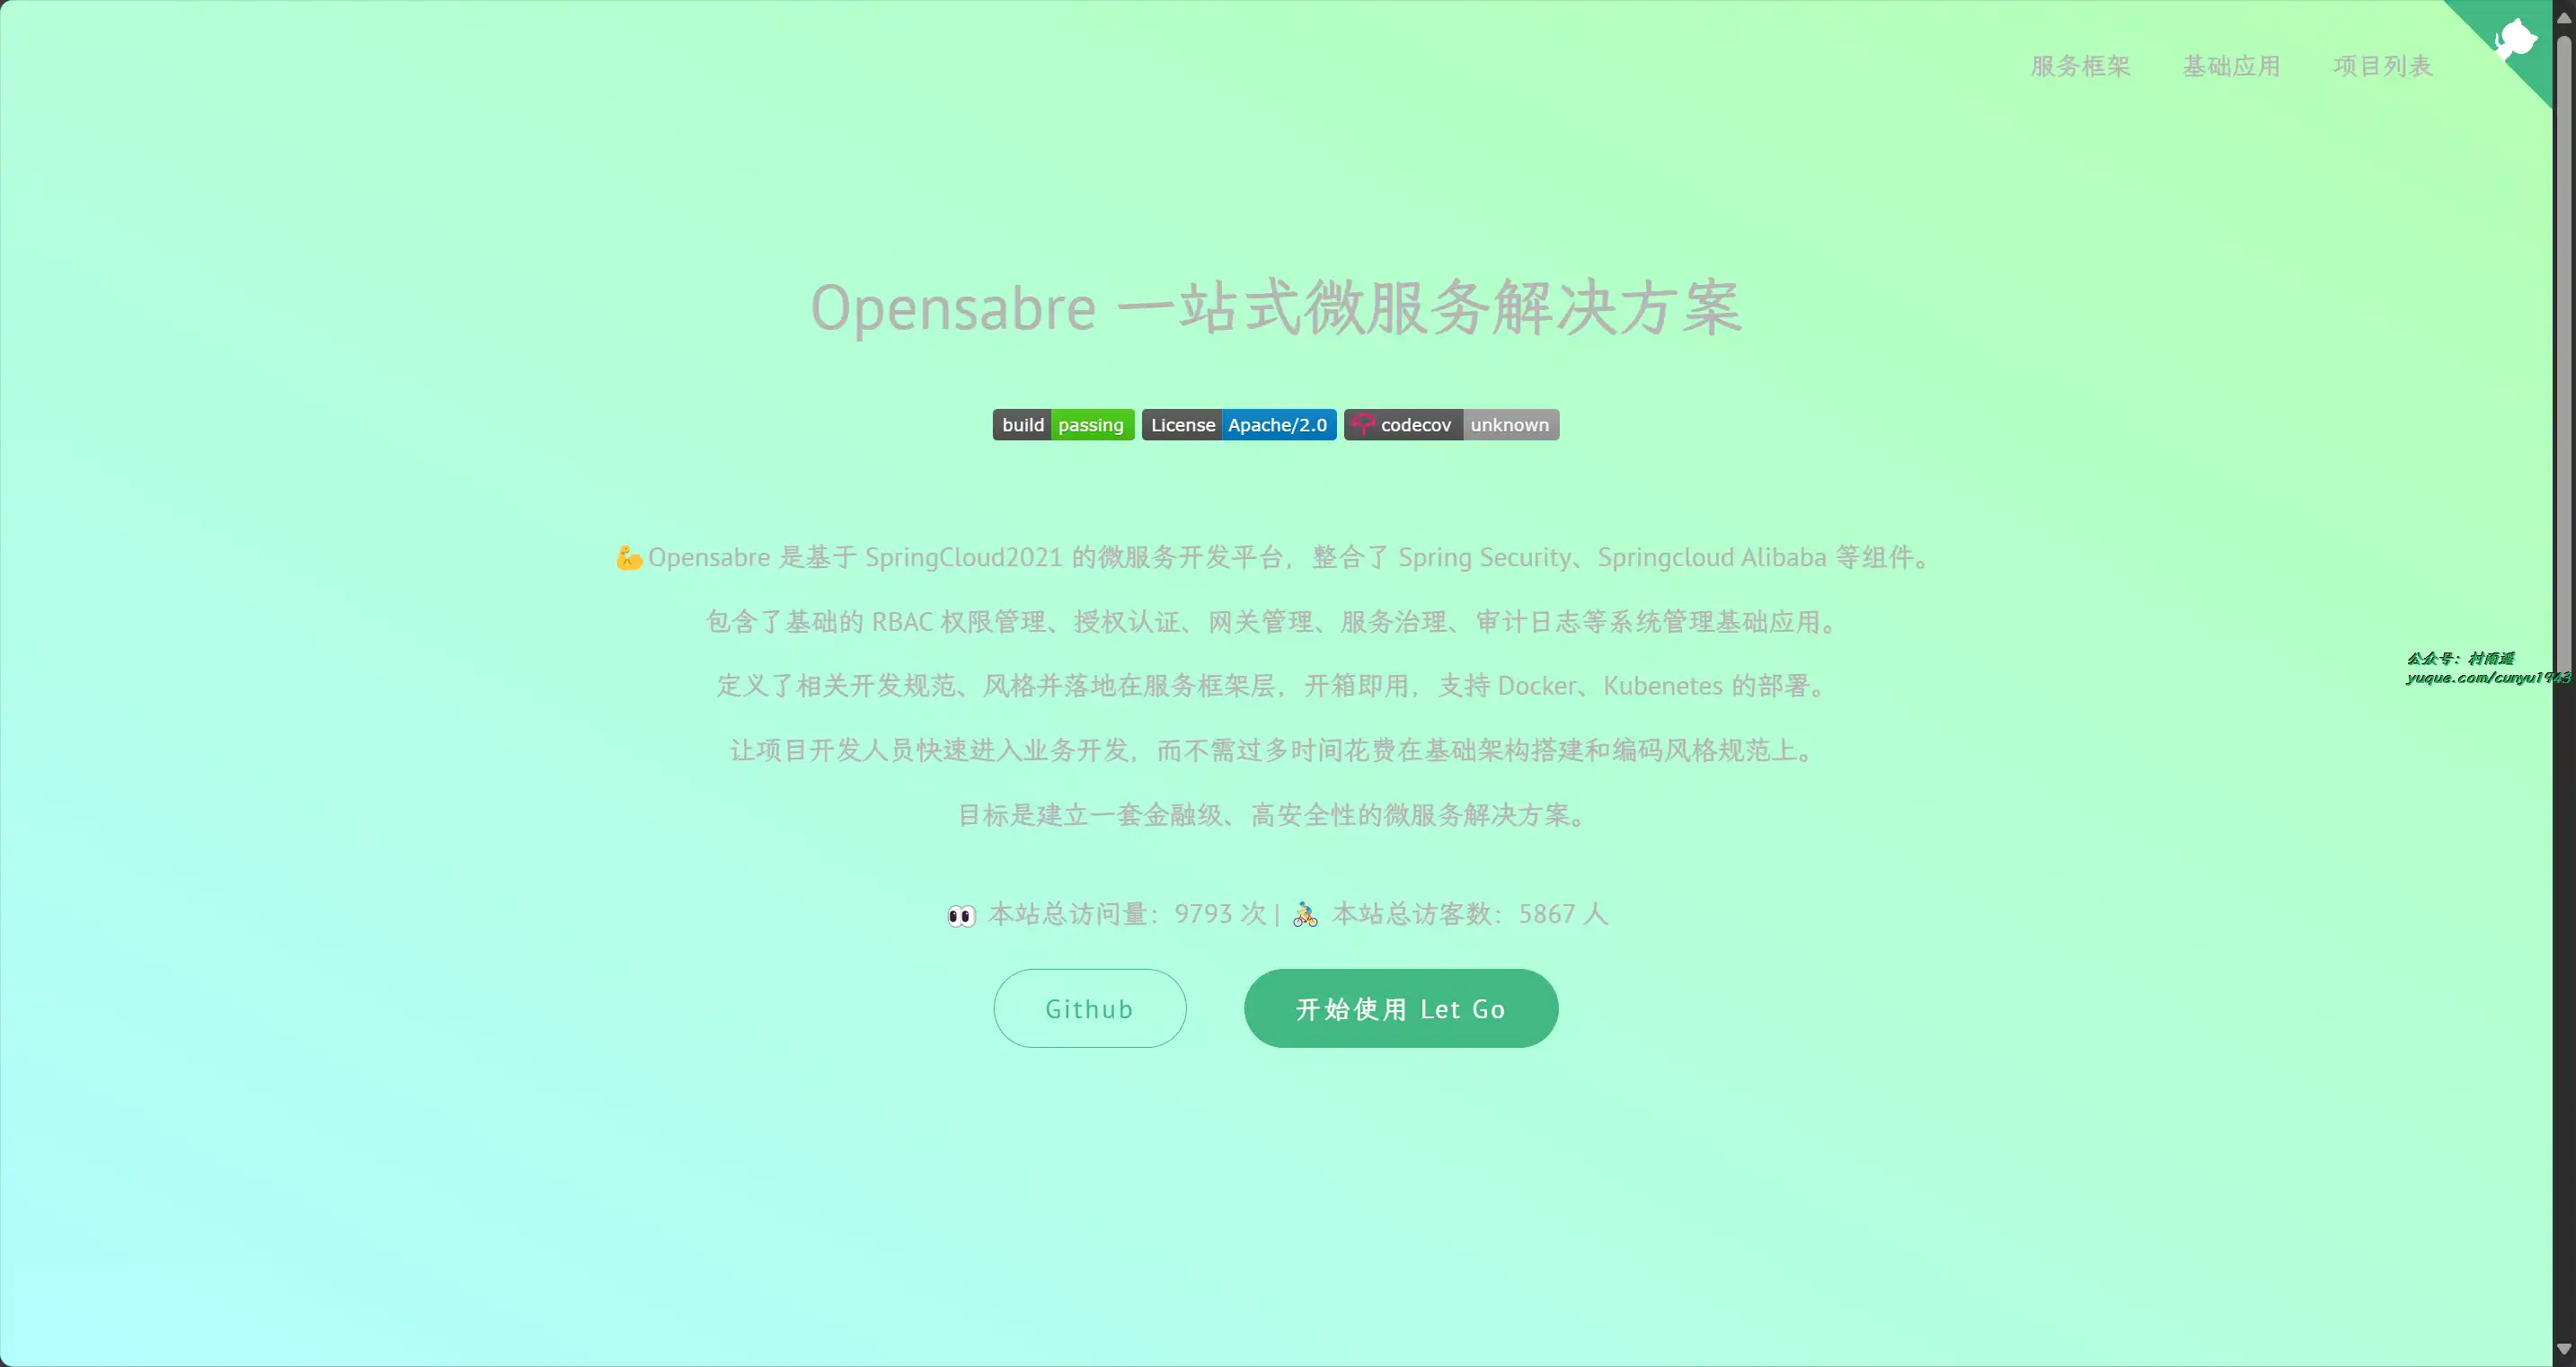 服务框架 基础应用 项目列表
Opensabre 一站式微服务解决方案
build passing License Apache/2.0 codecov unknown
💪Opensabre 是基于 SpringCloud2021 的微服务开发平台，整合了 Spring Security、Springcloud Alibaba 等组件。
包含了基础的 RBAC 权限管理、授权认证、网关管理、服务治理、审计日志等系统管理基础应用。
定义了相关开发规范、风格并落地在服务框架层，开箱即用，支持 Docker、Kubenetes 的部署。
公众号：村雨遥
yuque.com/cunyu1943
让项目开发人员快速进入业务开发，而不需过多时间花费在基础架构搭建和编码风格规范上。
目标是建立一套金融级、高安全性的微服务解决方案。
👀 本站总访问量：9793 次 | 🚴 本站总访客数：5867 人
Github 开始使用 Let Go